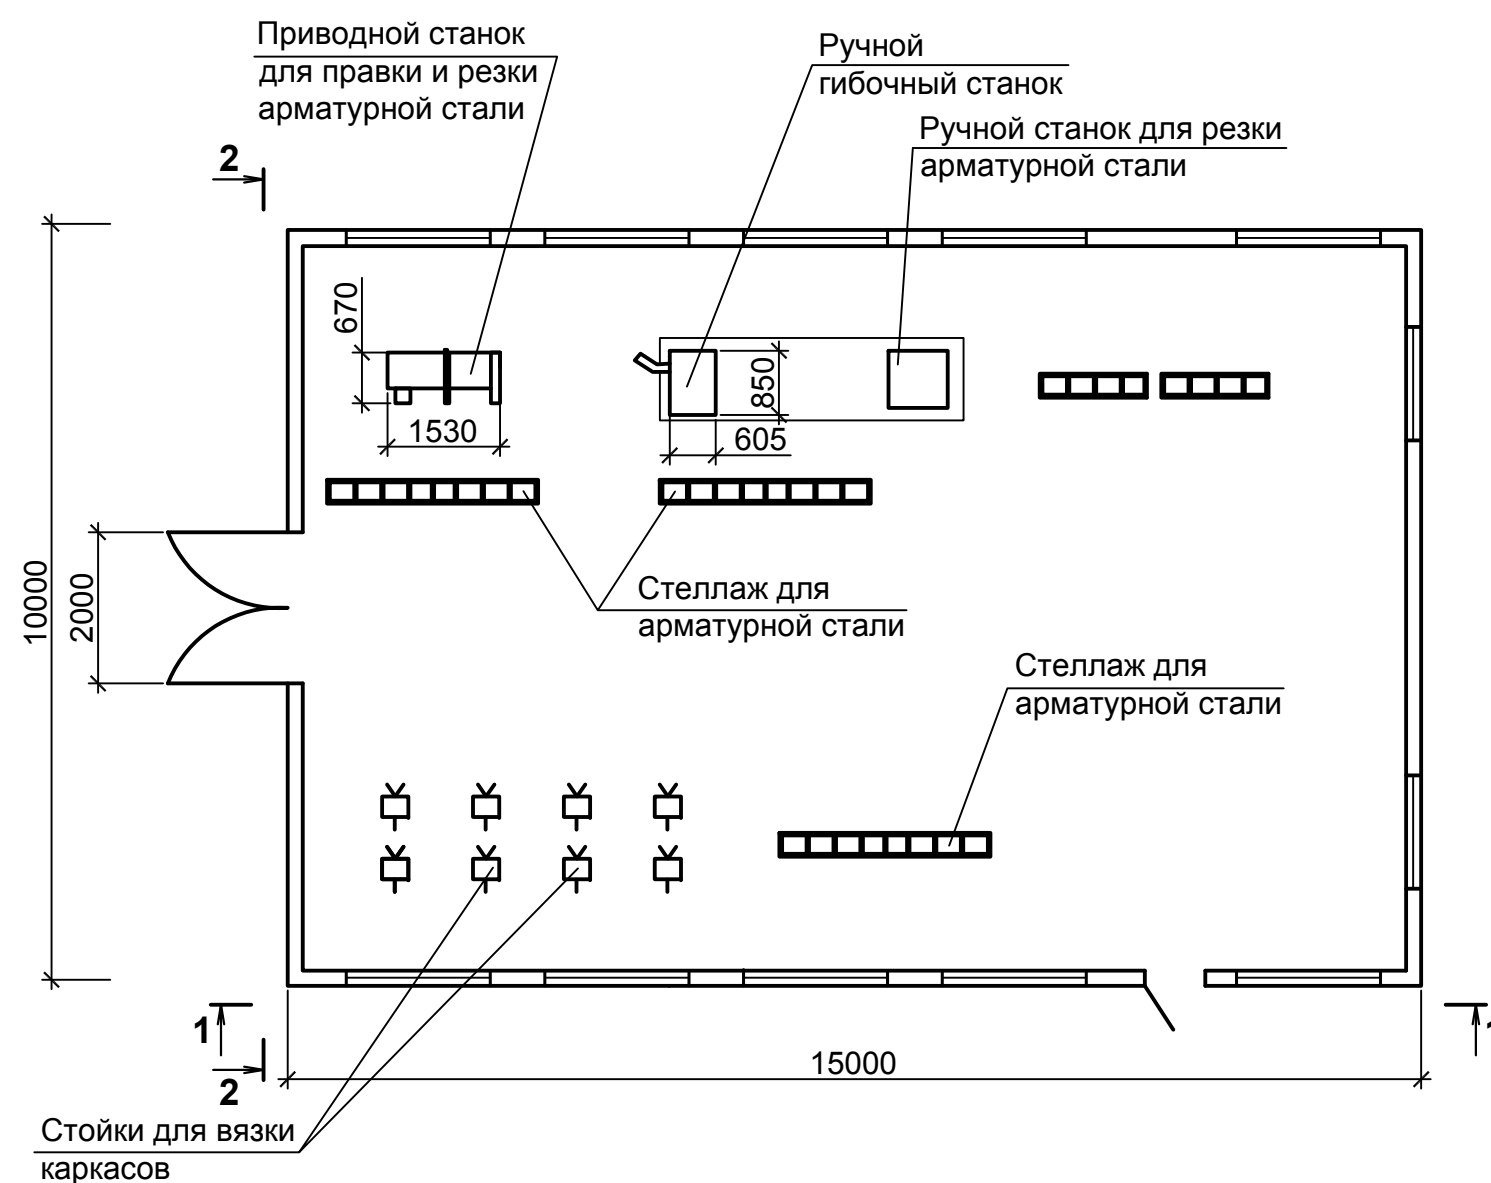 Приводной станок
для правки и резки
арматурной стали
Ручной
гибочный станок
Ручной станок для резки
арматурной стали
2
670
1530
850
605
10000
2000
Стеллаж для
арматурной стали
Стеллаж для
арматурной стали
1
2
15000
Стойки для вязки
каркасов